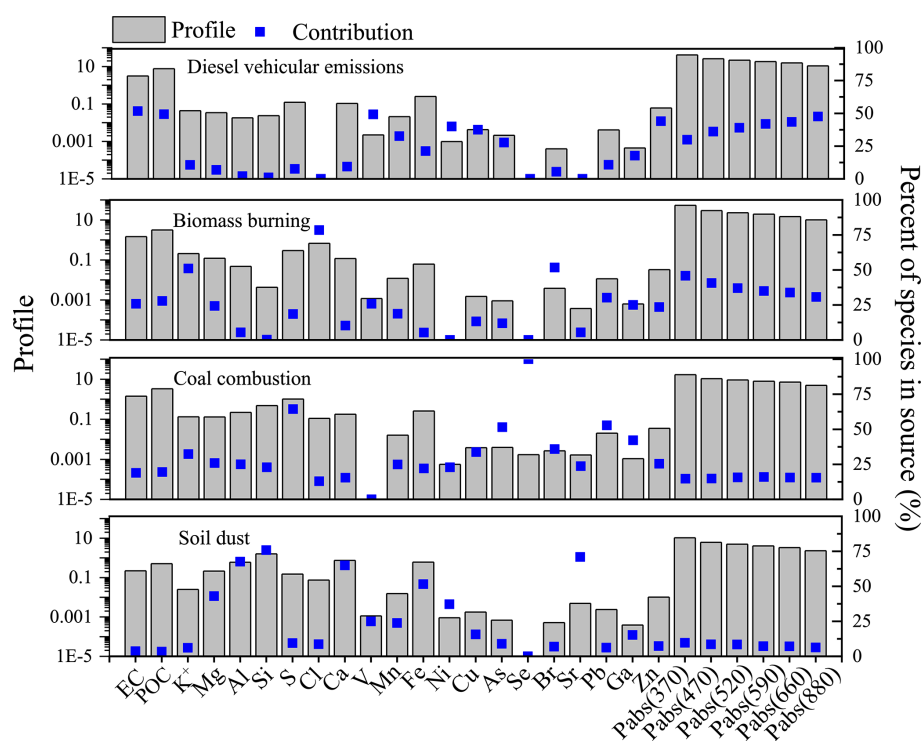 Profile Contribution
Diesel vehicular emissions
10
0.1
0.001
1E-5
100
75
50
25
0
Biomass burning
10
0.1
0.001
1E-5
100
75
50
25
0
Coal combustion
10
0.1
0.001
1E-5
100
75
50
25
0
Soil dust
10
0.1
0.001
1E-5
100
75
50
25
0
Profile
Percent of species in source (%)
EC POC K⁺ Mg Al Si S Cl Ca V Mn Fe Ni Cu As Se Br Sr Pb Ga Zn Pabs(370) Pabs(470) Pabs(520) Pabs(590) Pabs(660) Pabs(880)